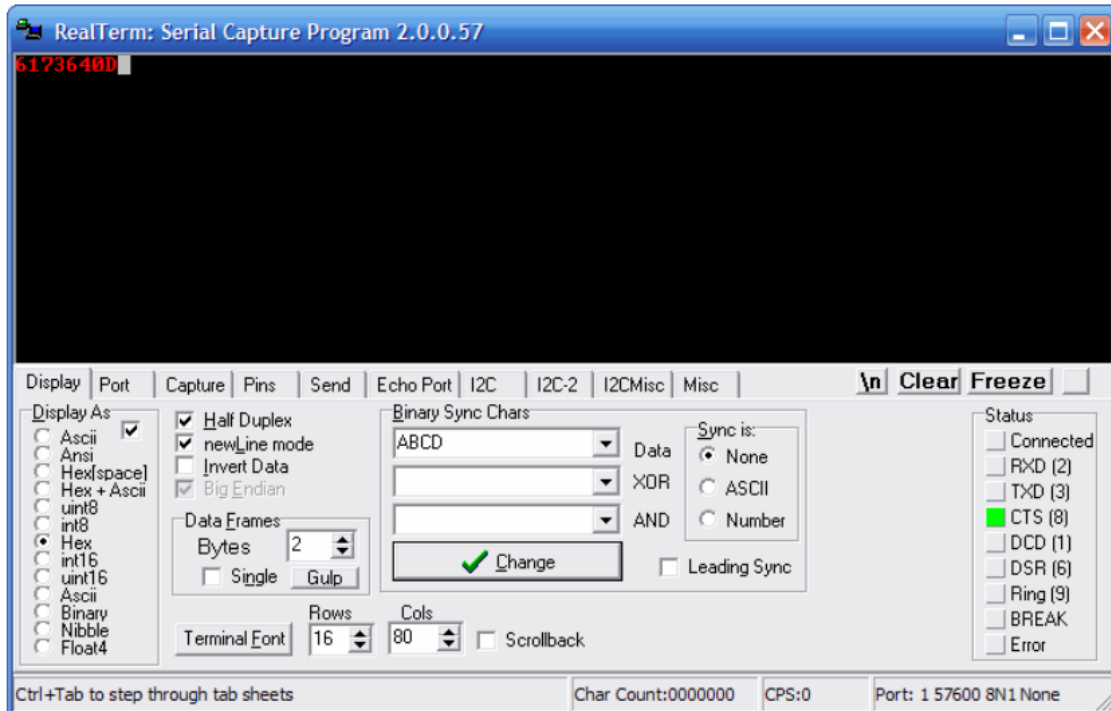 RealTerm: Serial Capture Program 2.0.0.57
6173640D
Display Port Capture Pins Send Echo Port I2C I2C-2 I2CMisc Misc \n Clear Freeze
Display As
Ascii
Ansi
Hex[space]
Hex + Ascii
uint8
int8
Hex
int16
uint16
Ascii
Binary
Nibble
Float4
Half Duplex
newLine mode
Invert Data
Big Endian
Data Frames
Bytes 2
Single Gulp
Terminal Font
Rows
16
Cols
80
Scrollback
Binary Sync Chars
ABCD Data
XOR
AND
Change
Sync is:
None
ASCII
Number
Leading Sync
Status
Connected
RXD (2)
TXD (3)
CTS (8)
DCD (1)
DSR (6)
Ring (9)
BREAK
Error
Ctrl+Tab to step through tab sheets Char Count:0000000 CPS:0 Port: 1 57600 8N1 None